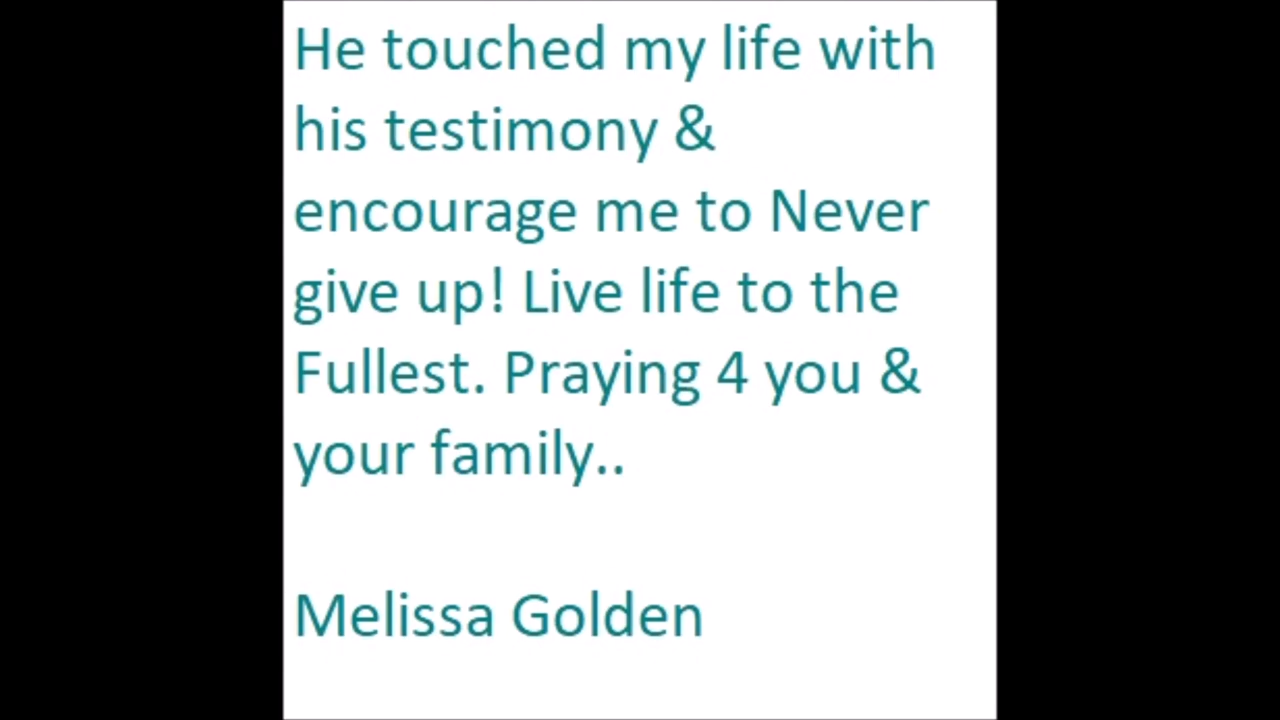 He touched my life with
his testimony &
encourage me to Never
give up! Live life to the
Fullest. Praying 4 you &
your family..
Melissa Golden